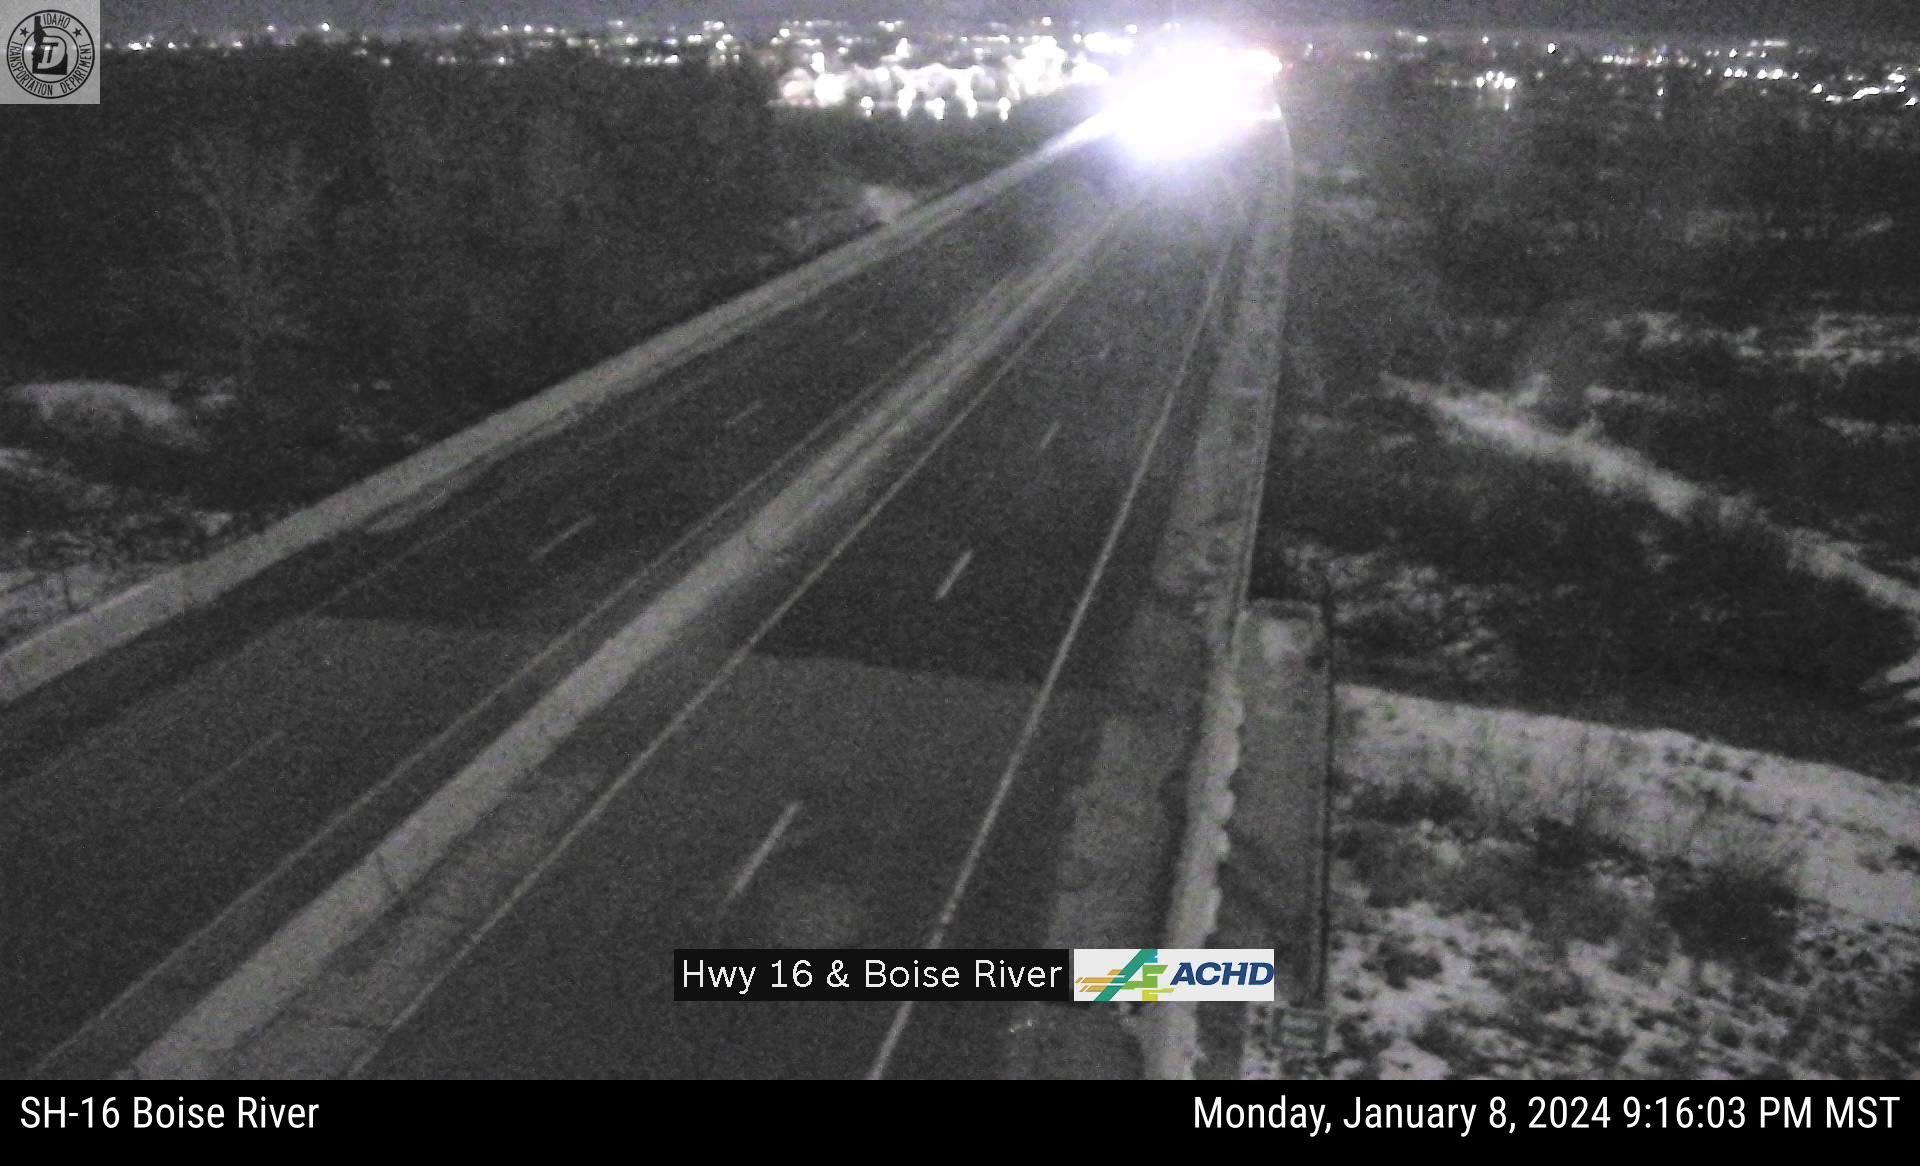 IDAHO
TRANSPORTATION DEPARTMENT
Hwy 16 & Boise River
ACHD
SH-16 Boise River
Monday, January 8, 2024 9:16:03 PM MST